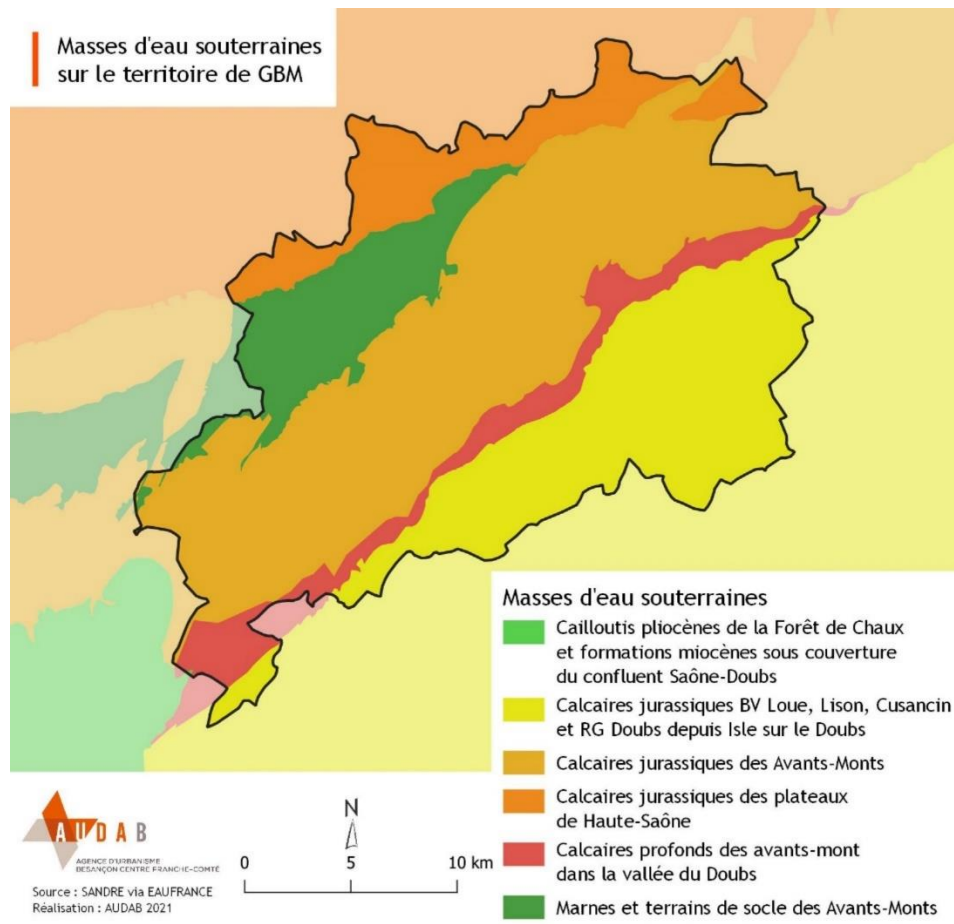 Masses d'eau souterraines
sur le territoire de GBM
Masses d'eau souterraines
Cailloutis pliocènes de la Forêt de Chaux
et formations miocènes sous couverture
du confluent Saône-Doubs
Calcaires jurassiques BV Loue, Lison, Cusancin
et RG Doubs depuis Isle sur le Doubs
Calcaires jurassiques des Avants-Monts
Calcaires jurassiques des plateaux
de Haute-Saône
Calcaires profonds des avants-mont
dans la vallée du Doubs
Marnes et terrains de socle des Avants-Monts
AUDAB
AGENCE D'URBANISME
BESANÇON CENTRE FRANCHE-COMTÉ
Source : SANDRE via EAUFRANCE
Réalisation : AUDAB 2021
N
0 5 10 km